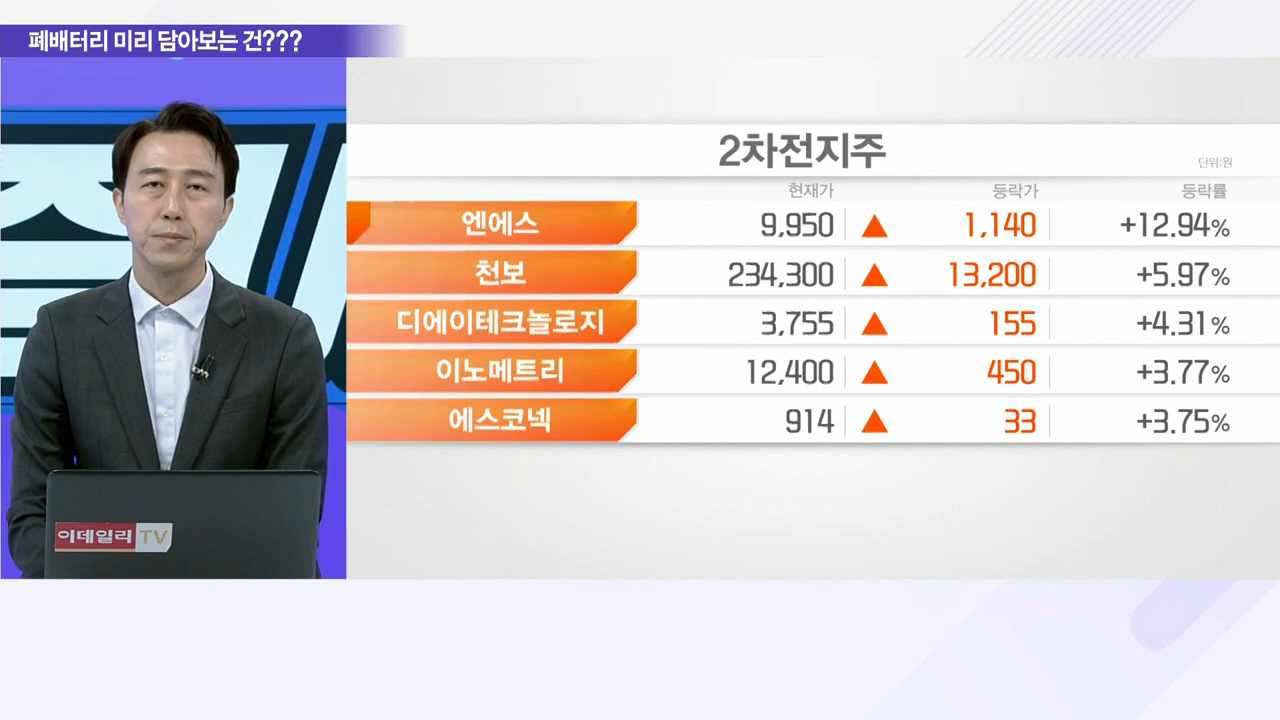 폐배터리 미리 담아보는 건???
2차전지주
단위:원
현재가 등락가 등락률
엔에스 9,950 ▲ 1,140 +12.94%
천보 234,300 ▲ 13,200 +5.97%
디에이테크놀로지 3,755 ▲ 155 +4.31%
이노메트리 12,400 ▲ 450 +3.77%
에스코넥 914 ▲ 33 +3.75%
이데일리 TV